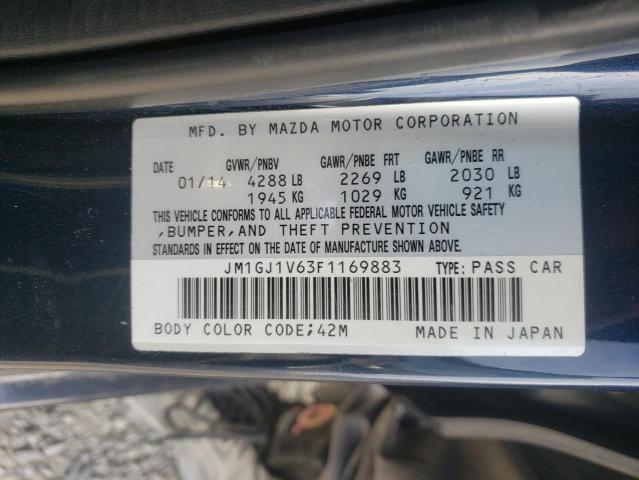 MFD. BY MAZDA MOTOR CORPORATION
DATE GVWR/PNBV GAWR/PNBE FRT GAWR/PNBE RR
01/14 4288 LB 2269 LB 2030 LB
1945 KG 1029 KG 921 KG
THIS VEHICLE CONFORMS TO ALL APPLICABLE FEDERAL MOTOR VEHICLE SAFETY
,BUMPER,AND THEFT PREVENTION
STANDARDS IN EFFECT ON THE DATE OF MANUFACTURE SHOWN ABOVE.
JM1GJ1V63F1169883 TYPE: PASS CAR
BODY COLOR CODE;42M MADE IN JAPAN